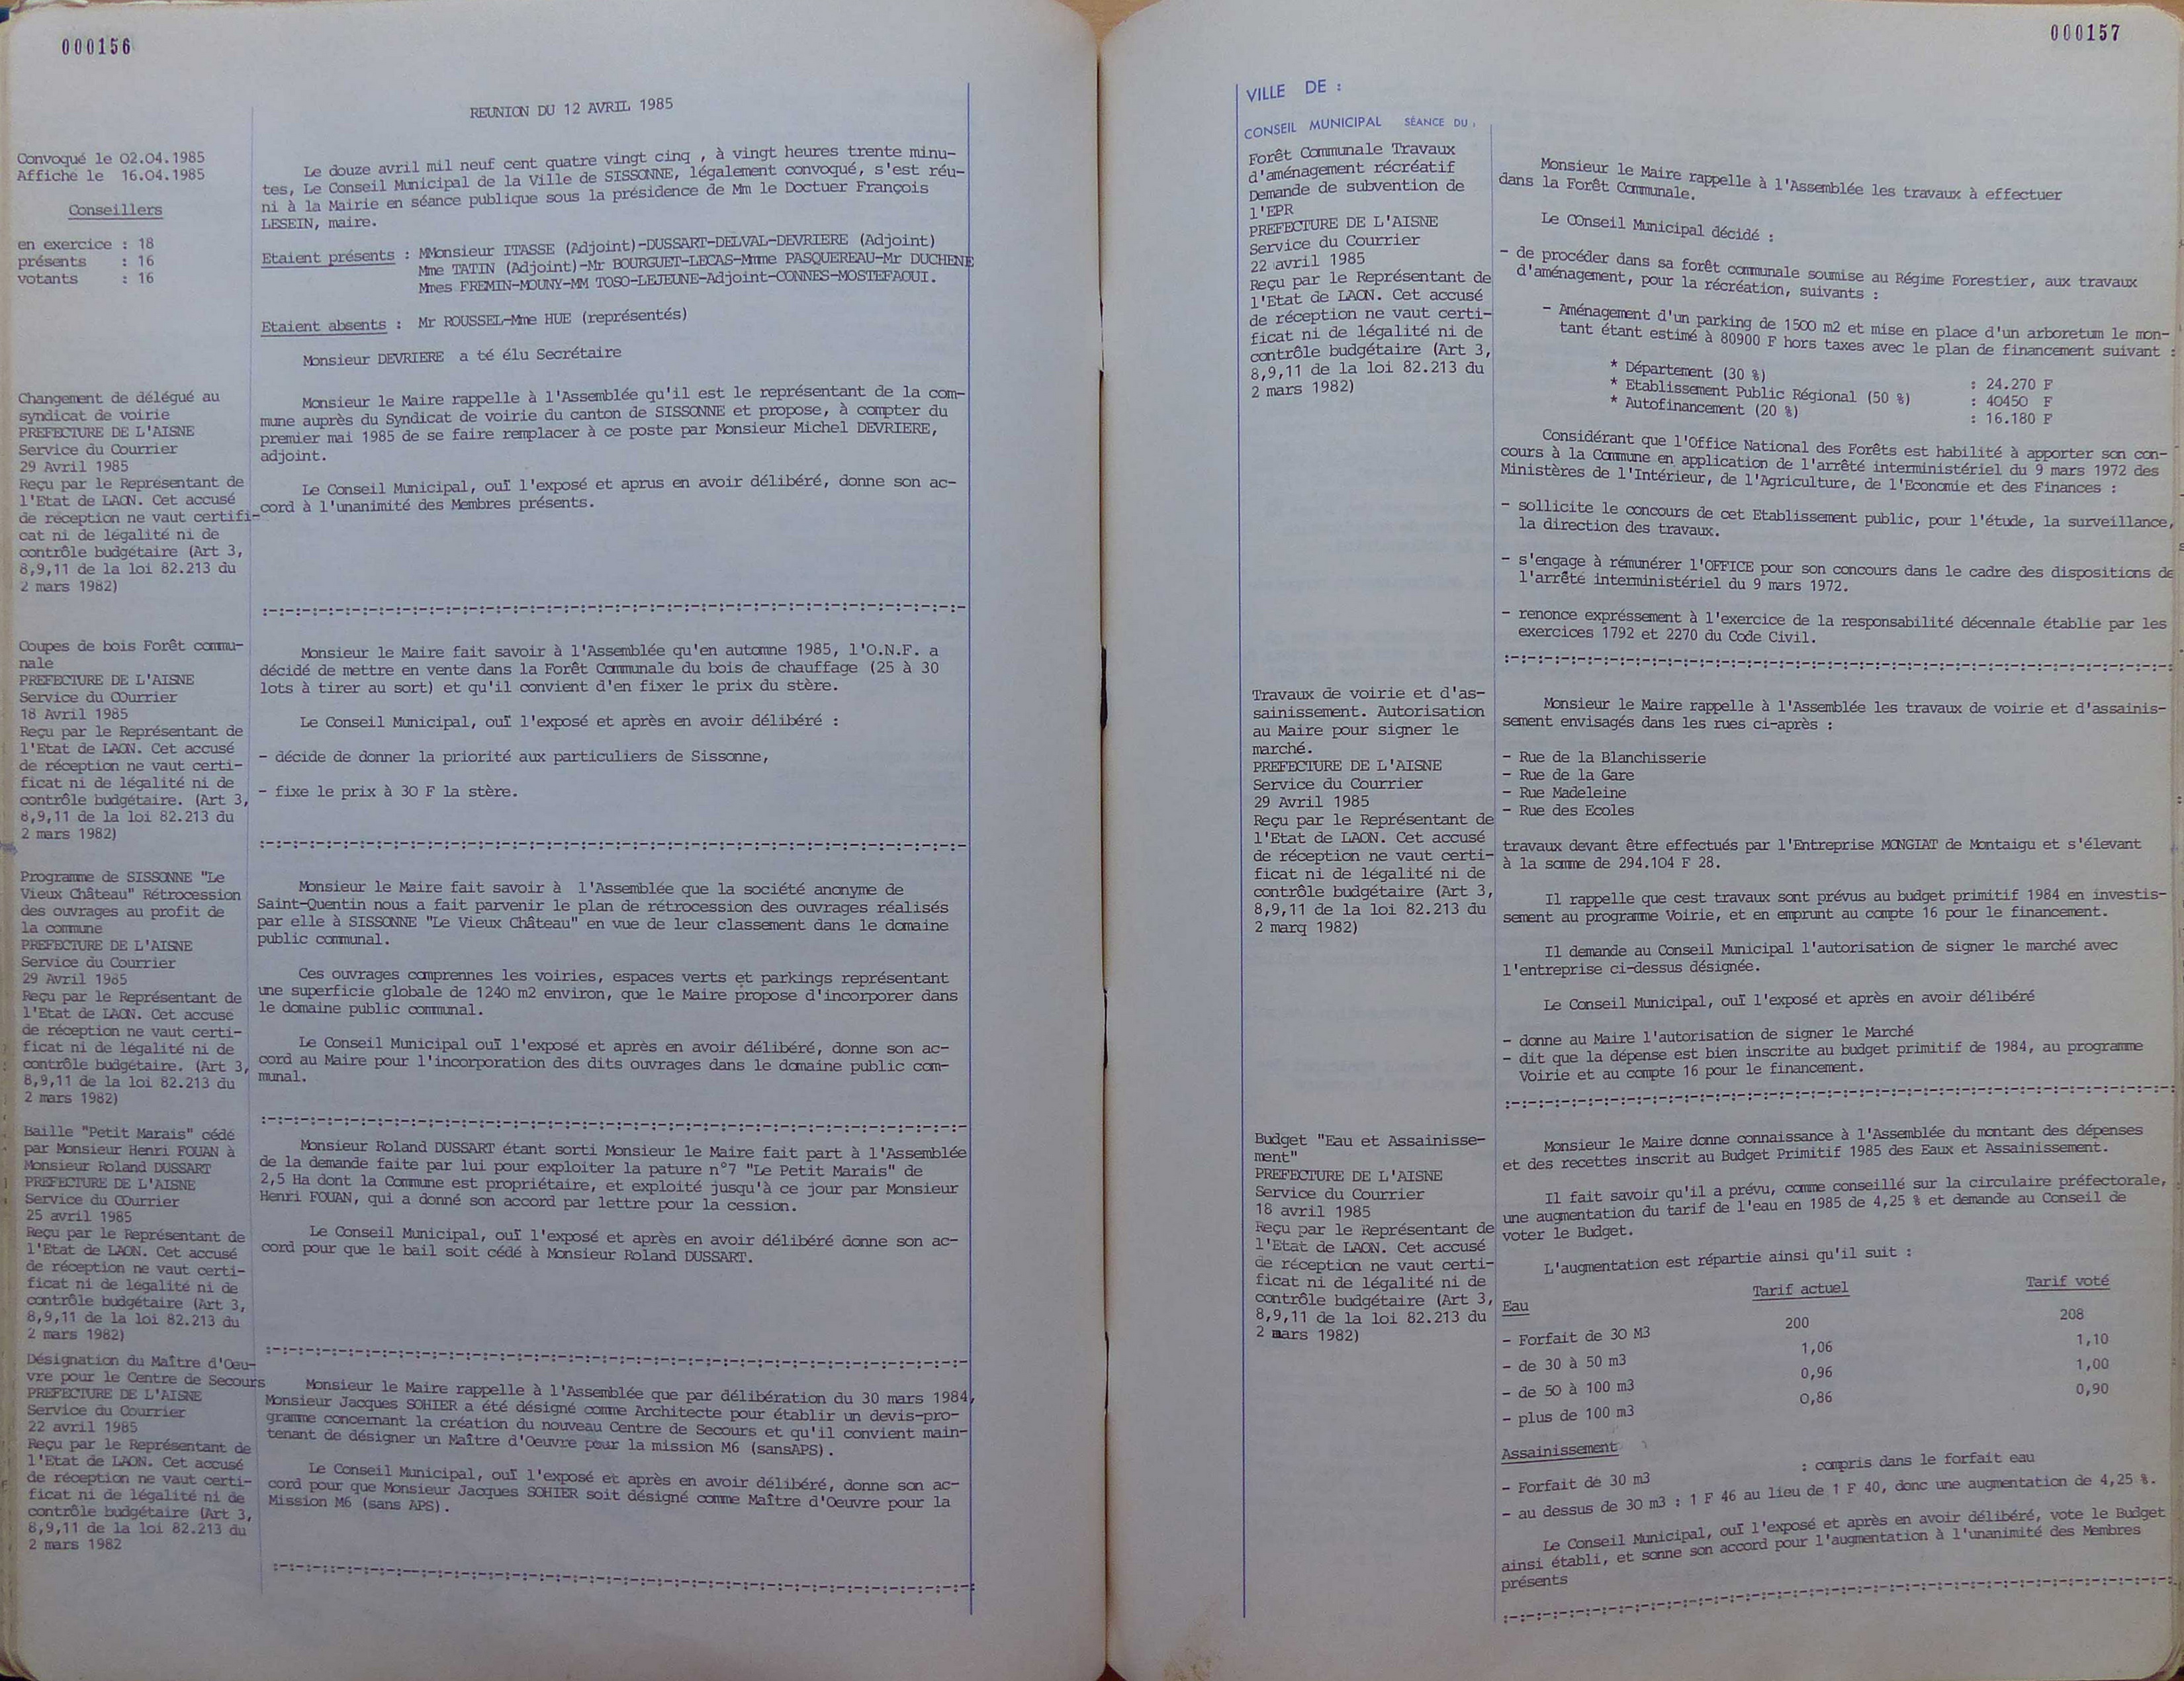 000156
REUNION DU 12 AVRIL 1985
Convoqué le 02.04.1985
Affiche le 16.04.1985
Conseillers
en exercice : 18
présents : 16
votants : 16
Le douze avril mil neuf cent quatre vingt cinq , à vingt heures trente minu-
tes, Le Conseil Municipal de la Ville de SISSONNE, légalement convoqué, s'est réu-
ni à la Mairie en séance publique sous la présidence de Mm le Doctuer François
LESEIN, maire.
Etaient présents : MMonsieur ITASSE (Adjoint)-DUSSART-DELVAL-DEVRIERE (Adjoint)
Mme TATIN (Adjoint)-Mr BOURGUET-LECAS-Mmme PASQUEREAU-Mr DUCHENE
Mmes FREMIN-MOUNY-MM TOSO-LEJEUNE-Adjoint-CONNES-MOSTEFAOUI.
Etaient absents : Mr ROUSSEL-Mme HUE (représentés)
Monsieur DEVRIERE a té élu Secrétaire
Changement de délégué au
syndicat de voirie
PREFECTURE DE L'AISNE
Service du Courrier
29 Avril 1985
Reçu par le Représentant de
l'Etat de LAON. Cet accusé
de réception ne vaut certifi-
cat ni de légalité ni de
contrôle budgétaire (Art 3,
8,9,11 de la loi 82.213 du
2 mars 1982)
Monsieur le Maire rappelle à l'Assemblée qu'il est le représentant de la com-
mune auprès du Syndicat de voirie du canton de SISSONNE et propose, à compter du
premier mai 1985 de se faire remplacer à ce poste par Monsieur Michel DEVRIERE,
adjoint.
Le Conseil Municipal, ouï l'exposé et aprus en avoir délibéré, donne son ac-
cord à l'unanimité des Membres présents.
:-:-:-:-:-:-:-:-:-:-:-:-:-:-:-:-:-:-:-:-:-:-:-:-:-:-:-:-:-:-:-:-:-:-:-:-:-:-:-
Coupes de bois Forêt commu-
nale
PREFECTURE DE L'AISNE
Service du COurrier
18 Avril 1985
Reçu par le Représentant de
l'Etat de LAON. Cet accusé
de réception ne vaut certi-
ficat ni de légalité ni de
contrôle budgétaire. (Art 3,
8,9,11 de la loi 82.213 du
2 mars 1982)
Monsieur le Maire fait savoir à l'Assemblée qu'en automne 1985, l'O.N.F. a
décidé de mettre en vente dans la Forêt Communale du bois de chauffage (25 à 30
lots à tirer au sort) et qu'il convient d'en fixer le prix du stère.
Le Conseil Municipal, ouï l'exposé et après en avoir délibéré :
- décide de donner la priorité aux particuliers de Sissonne,
- fixe le prix à 30 F la stère.
:-:-:-:-:-:-:-:-:-:-:-:-:-:-:-:-:-:-:-:-:-:-:-:-:-:-:-:-:-:-:-:-:-:-:-:-:-:-:-
Programme de SISSONNE "Le
Vieux Château" Rétrocession
des ouvrages au profit de
la commune
PREFECTURE DE L'AISNE
Service du Courrier
29 Avril 1985
Reçu par le Représentant de
l'Etat de LAON. Cet accusé
de réception ne vaut certi-
ficat ni de légalité ni de
contrôle budgétaire. (Art 3,
8,9,11 de la loi 82.213 du
2 mars 1982)
Monsieur le Maire fait savoir à l'Assemblée que la société anonyme de
Saint-Quentin nous a fait parvenir le plan de rétrocession des ouvrages réalisés
par elle à SISSONNE "Le Vieux Château" en vue de leur classement dans le domaine
public communal.
Ces ouvrages comprennes les voiries, espaces verts et parkings représentant
une superficie globale de 1240 m2 environ, que le Maire propose d'incorporer dans
le domaine public communal.
Le Conseil Municipal ouï l'exposé et après en avoir délibéré, donne son ac-
cord au Maire pour l'incorporation des dits ouvrages dans le domaine public com-
munal.
:-:-:-:-:-:-:-:-:-:-:-:-:-:-:-:-:-:-:-:-:-:-:-:-:-:-:-:-:-:-:-:-:-:-:-:-:-:-:-
Baille "Petit Marais" cédé
par Monsieur Henri FOUAN à
Monsieur Roland DUSSART
PREFECTURE DE L'AISNE
Service du COurrier
25 avril 1985
Reçu par le Représentant de
l'Etat de LAON. Cet accusé
de réception ne vaut certi-
ficat ni de légalité ni de
contrôle budgétaire (Art 3,
8,9,11 de la loi 82.213 du
2 mars 1982)
Monsieur Roland DUSSART étant sorti Monsieur le Maire fait part à l'Assemblée
de la demande faite par lui pour exploiter la pature n°7 "Le Petit Marais" de
2,5 Ha dont la Commune est propriétaire, et exploité jusqu'à ce jour par Monsieur
Henri FOUAN, qui a donné son accord par lettre pour la cession.
Le Conseil Municipal, ouï l'exposé et après en avoir délibéré donne son ac-
cord pour que le bail soit cédé à Monsieur Roland DUSSART.
:-:-:-:-:-:-:-:-:-:-:-:-:-:-:-:-:-:-:-:-:-:-:-:-:-:-:-:-:-:-:-:-:-:-:-:-:-:-:-
Désignation du Maître d'Oeu-
vre pour le Centre de Secours
PREFECTURE DE L'AISNE
Service du Courrier
22 avril 1985
Reçu par le Représentant de
l'Etat de LAON. Cet accusé
de réception ne vaut certi-
ficat ni de légalité ni de
contrôle budgétaire (Art 3,
8,9,11 de la loi 82.213 du
2 mars 1982
Monsieur le Maire rappelle à l'Assemblée que par délibération du 30 mars 1984,
Monsieur Jacques SOHIER a été désigné comme Architecte pour établir un devis-pro-
gramme concernant la création du nouveau Centre de Secours et qu'il convient main-
tenant de désigner un Maître d'Oeuvre pour la mission M6 (sansAPS).
Le Conseil Municipal, ouï l'exposé et après en avoir délibéré, donne son ac-
cord pour que Monsieur Jacques SOHIER soit désigné comme Maître d'Oeuvre pour la
Mission M6 (sans APS).
:-:-:-:-:-:-:-:-:-:-:-:-:-:-:-:-:-:-:-:-:-:-:-:-:-:-:-:-:-:-:-:-:-:-:-:-:-:-:-
000157
VILLE DE :
CONSEIL MUNICIPAL SÉANCE DU :
Forêt Communale Travaux
d'aménagement récréatif
Demande de subvention de
l'EPR
PREFECTURE DE L'AISNE
Service du Courrier
22 avril 1985
Reçu par le Représentant de
l'Etat de LAON. Cet accusé
de réception ne vaut certi-
ficat ni de légalité ni de
contrôle budgétaire (Art 3,
8,9,11 de la loi 82.213 du
2 mars 1982)
Monsieur le Maire rappelle à l'Assemblée les travaux à effectuer
dans la Forêt Communale.
Le COnseil Municipal décidé :
- de procéder dans sa forêt communale soumise au Régime Forestier, aux travaux
d'aménagement, pour la récréation, suivants :
- Aménagement d'un parking de 1500 m2 et mise en place d'un arboretum le mon-
tant étant estimé à 80900 F hors taxes avec le plan de financement suivant :
* Département (30 %) : 24.270 F
* Etablissement Public Régional (50 %) : 40450 F
* Autofinancement (20 %) : 16.180 F
Considérant que l'Office National des Forêts est habilité à apporter son con-
cours à la Commune en application de l'arrêté interministériel du 9 mars 1972 des
Ministères de l'Intérieur, de l'Agriculture, de l'Economie et des Finances :
- sollicite le concours de cet Etablissement public, pour l'étude, la surveillance,
la direction des travaux.
- s'engage à rémunérer l'OFFICE pour son concours dans le cadre des dispositions de
l'arrêté interministériel du 9 mars 1972.
- renonce expréssement à l'exercice de la responsabilité décennale établie par les
exercices 1792 et 2270 du Code Civil.
:-:-:-:-:-:-:-:-:-:-:-:-:-:-:-:-:-:-:-:-:-:-:-:-:-:-:-:-:-:-:-:-:-:-:-:-:-:-:-
Travaux de voirie et d'as-
sainissement. Autorisation
au Maire pour signer le
marché.
PREFECTURE DE L'AISNE
Service du Courrier
29 Avril 1985
Reçu par le Représentant de
l'Etat de LAON. Cet accusé
de réception ne vaut certi-
ficat ni de légalité ni de
contrôle budgétaire (Art 3,
8,9,11 de la loi 82.213 du
2 marq 1982)
Monsieur le Maire rappelle à l'Assemblée les travaux de voirie et d'assainis-
sement envisagés dans les rues ci-après :
- Rue de la Blanchisserie
- Rue de la Gare
- Rue Madeleine
- Rue des Ecoles
travaux devant être effectués par l'Entreprise MONGIAT de Montaigu et s'élevant
à la somme de 294.104 F 28.
Il rappelle que cest travaux sont prévus au budget primitif 1984 en investis-
sement au programme Voirie, et en emprunt au compte 16 pour le financement.
Il demande au Conseil Municipal l'autorisation de signer le marché avec
l'entreprise ci-dessus désignée.
Le Conseil Municipal, ouï l'exposé et après en avoir délibéré
- donne au Maire l'autorisation de signer le Marché
- dit que la dépense est bien inscrite au budget primitif de 1984, au programme
Voirie et au compte 16 pour le financement.
:-:-:-:-:-:-:-:-:-:-:-:-:-:-:-:-:-:-:-:-:-:-:-:-:-:-:-:-:-:-:-:-:-:-:-:-:-:-:-
Budget "Eau et Assainisse-
ment"
PREFECTURE DE L'AISNE
Service du Courrier
18 avril 1985
Reçu par le Représentant de
l'Etat de LAON. Cet accusé
de réception ne vaut certi-
ficat ni de légalité ni de
contrôle budgétaire (Art 3,
8,9,11 de la loi 82.213 du
2 mars 1982)
Monsieur le Maire donne connaissance à l'Assemblée du montant des dépenses
et des recettes inscrit au Budget Primitif 1985 des Eaux et Assainissement.
Il fait savoir qu'il a prévu, comme conseillé sur la circulaire préfectorale,
une augmentation du tarif de l'eau en 1985 de 4,25 % et demande au Conseil de
voter le Budget.
L'augmentation est répartie ainsi qu'il suit :
Eau Tarif actuel Tarif voté
- Forfait de 30 M3 200 208
- de 30 à 50 m3 1,06 1,10
- de 50 à 100 m3 0,96 1,00
- plus de 100 m3 0,86 0,90
Assainissement
- Forfait de 30 m3 : compris dans le forfait eau
- au dessus de 30 m3 : 1 F 46 au lieu de 1 F 40, donc une augmentation de 4,25 %.
Le Conseil Municipal, ouï l'exposé et après en avoir délibéré, vote le Budget
ainsi établi, et sonne son accord pour l'augmentation à l'unanimité des Membres
présents
:-:-:-:-:-:-:-:-:-:-:-:-:-:-:-:-:-:-:-:-:-:-:-:-:-:-:-:-:-:-:-:-:-:-:-:-:-:-:-